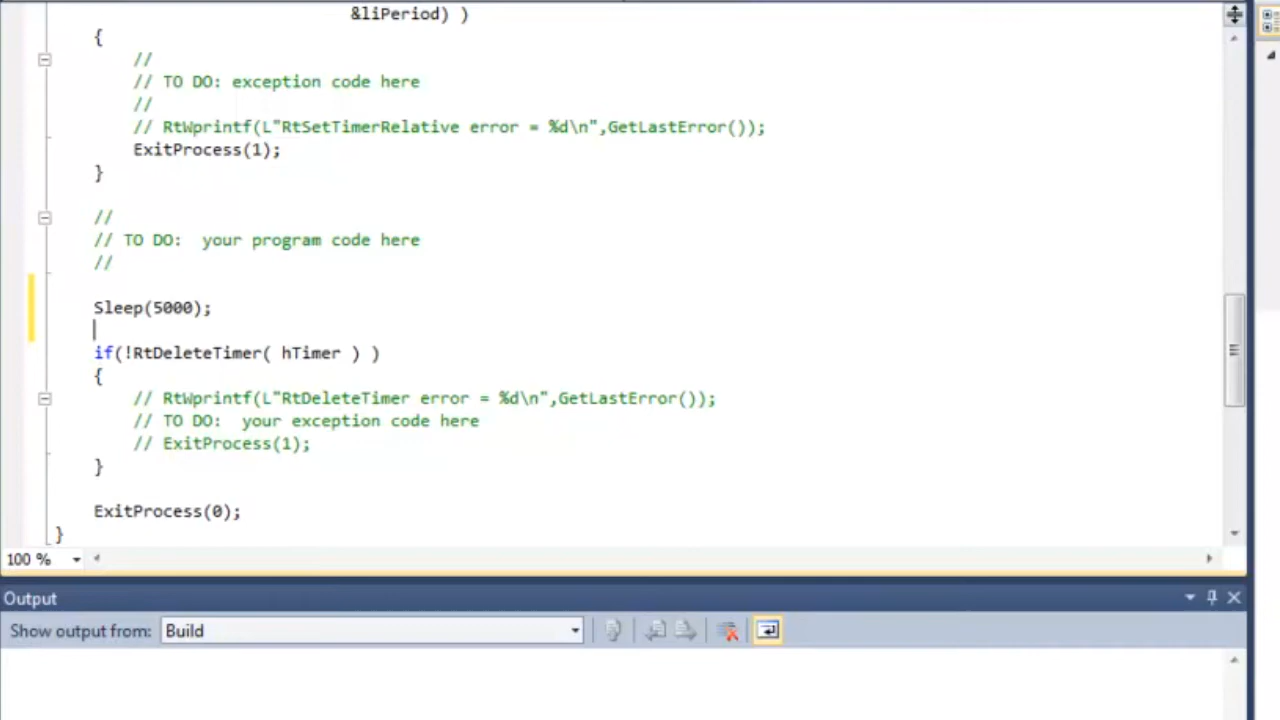 &liPeriod) )
{
//
// TO DO: exception code here
//
// RtWprintf(L"RtSetTimerRelative error = %d\n",GetLastError());
ExitProcess(1);
}
//
// TO DO:  your program code here
//
Sleep(5000);
if(!RtDeleteTimer( hTimer ) )
{
// RtWprintf(L"RtDeleteTimer error = %d\n",GetLastError());
// TO DO:  your exception code here
// ExitProcess(1);
}
ExitProcess(0);
}
100 %
Output
Show output from: Build